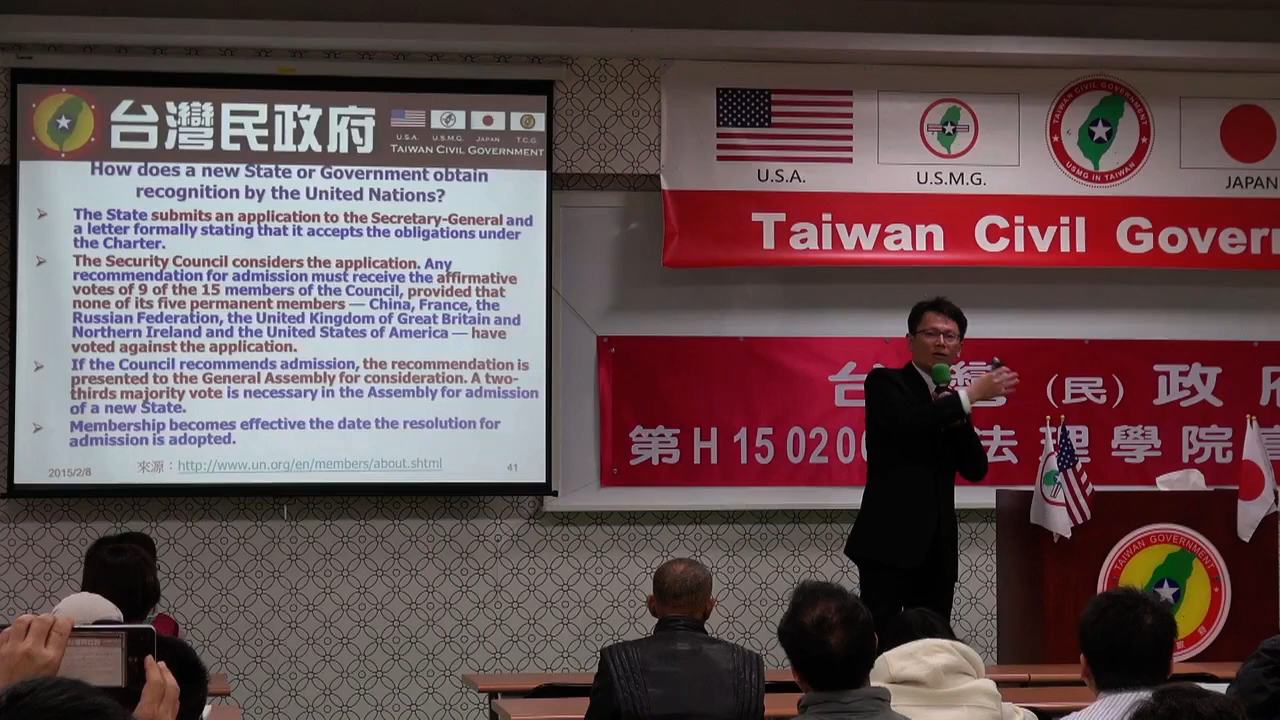 台灣民政府
U.S.A. U.S.M.G. JAPAN T.C.G.
TAIWAN CIVIL GOVERNMENT
How does a new State or Government obtain
recognition by the United Nations?
The State submits an application to the Secretary-General and
a letter formally stating that it accepts the obligations under
the Charter.
The Security Council considers the application. Any
recommendation for admission must receive the affirmative
votes of 9 of the 15 members of the Council, provided that
none of its five permanent members — China, France, the
Russian Federation, the United Kingdom of Great Britain and
Northern Ireland and the United States of America — have
voted against the application.
If the Council recommends admission, the recommendation is
presented to the General Assembly for consideration. A two-
thirds majority vote is necessary in the Assembly for admission
of a new State.
Membership becomes effective the date the resolution for
admission is adopted.
2015/2/8 來源：http://www.un.org/en/members/about.shtml 41
TAIWAN CIVIL GOVERNMENT
USMG IN TAIWAN
U.S.A. U.S.M.G. JAPAN
Taiwan Civil Govern
台灣（民）政府
第H15020 法理學院
TAIWAN GOVERNMENT